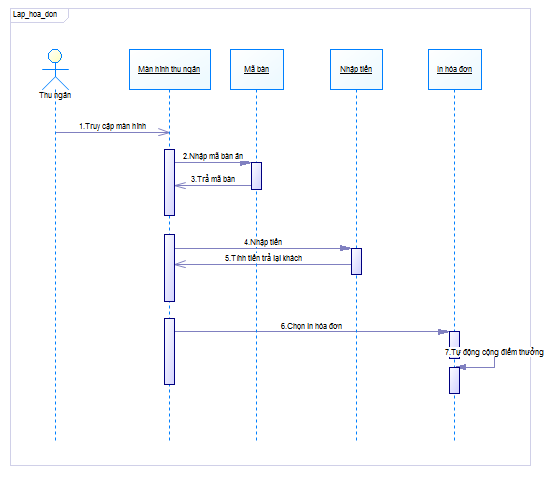 Lap_hoa_don
Màn hình thu ngân
Mã bàn
Nhập tiền
In hóa đơn
Thu ngân
1.Truy cập màn hình
2.Nhập mã bàn ăn
3.Trả mã bàn
4.Nhập tiền
5.Tính tiền trả lại khách
6.Chọn in hóa đơn
7.Tự động cộng điểm thưởng